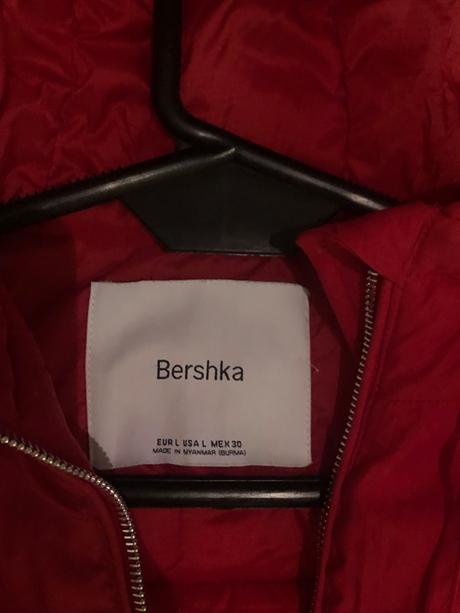 Bershka
EUR L USA L MEX 30
MADE IN MYANMAR (BURMA)